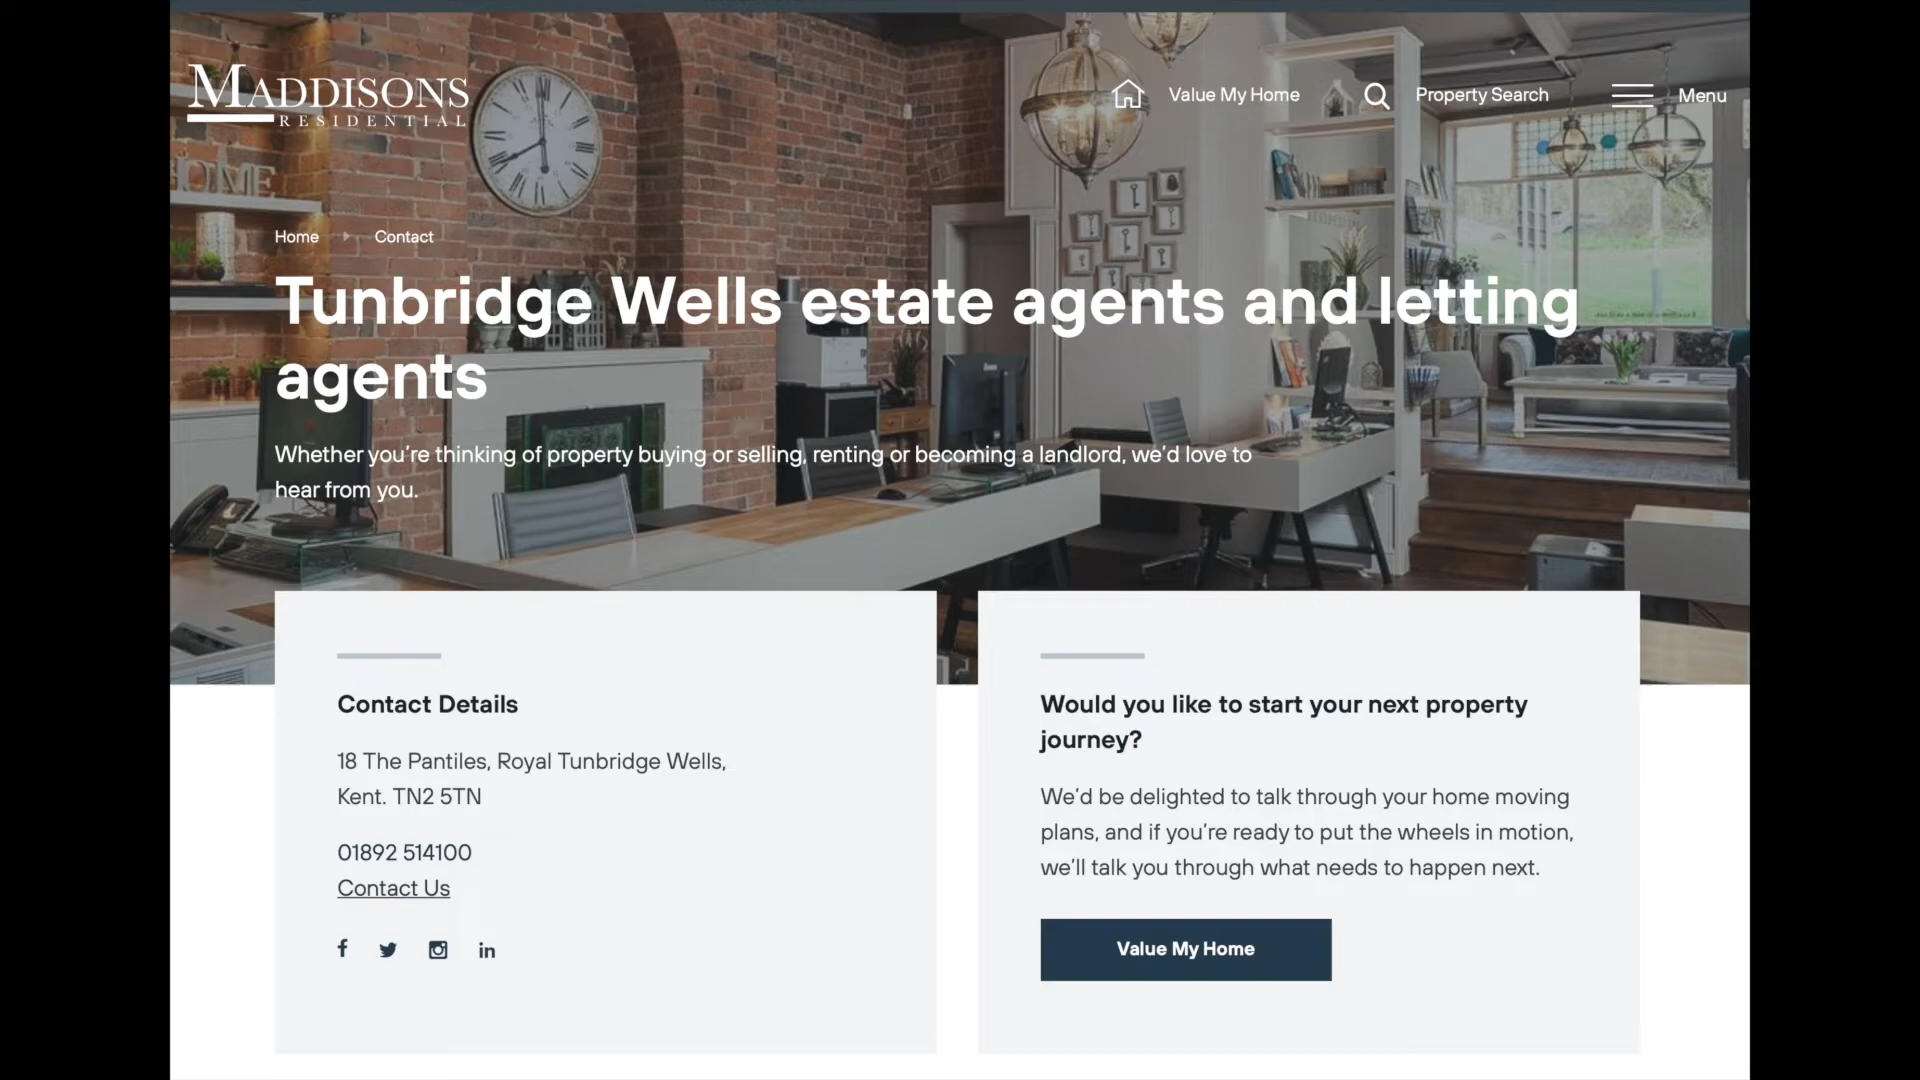 MADDISONS
RESIDENTIAL
Value My Home
Property Search
Menu
HOME
Home
Contact
Tunbridge Wells estate agents and letting
agents
Whether you’re thinking of property buying or selling, renting or becoming a landlord, we’d love to
hear from you.
Contact Details
18 The Pantiles, Royal Tunbridge Wells,
Kent. TN2 5TN
01892 514100
Contact Us
Would you like to start your next property
journey?
We’d be delighted to talk through your home moving
plans, and if you’re ready to put the wheels in motion,
we’ll talk you through what needs to happen next.
Value My Home